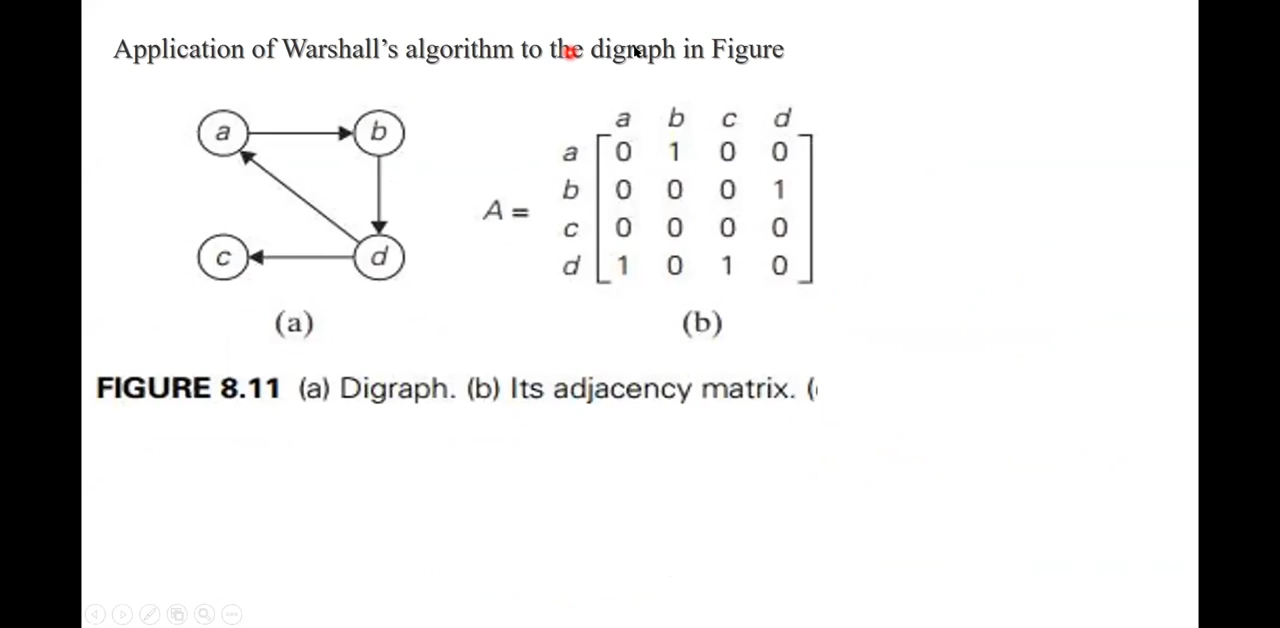 Application of Warshall’s algorithm to the digraph in Figure
a b
c d
(a)
a b c d
a 0 1 0 0
b 0 0 0 1
A =
c 0 0 0 0
d 1 0 1 0
(b)
FIGURE 8.11 (a) Digraph. (b) Its adjacency matrix. (